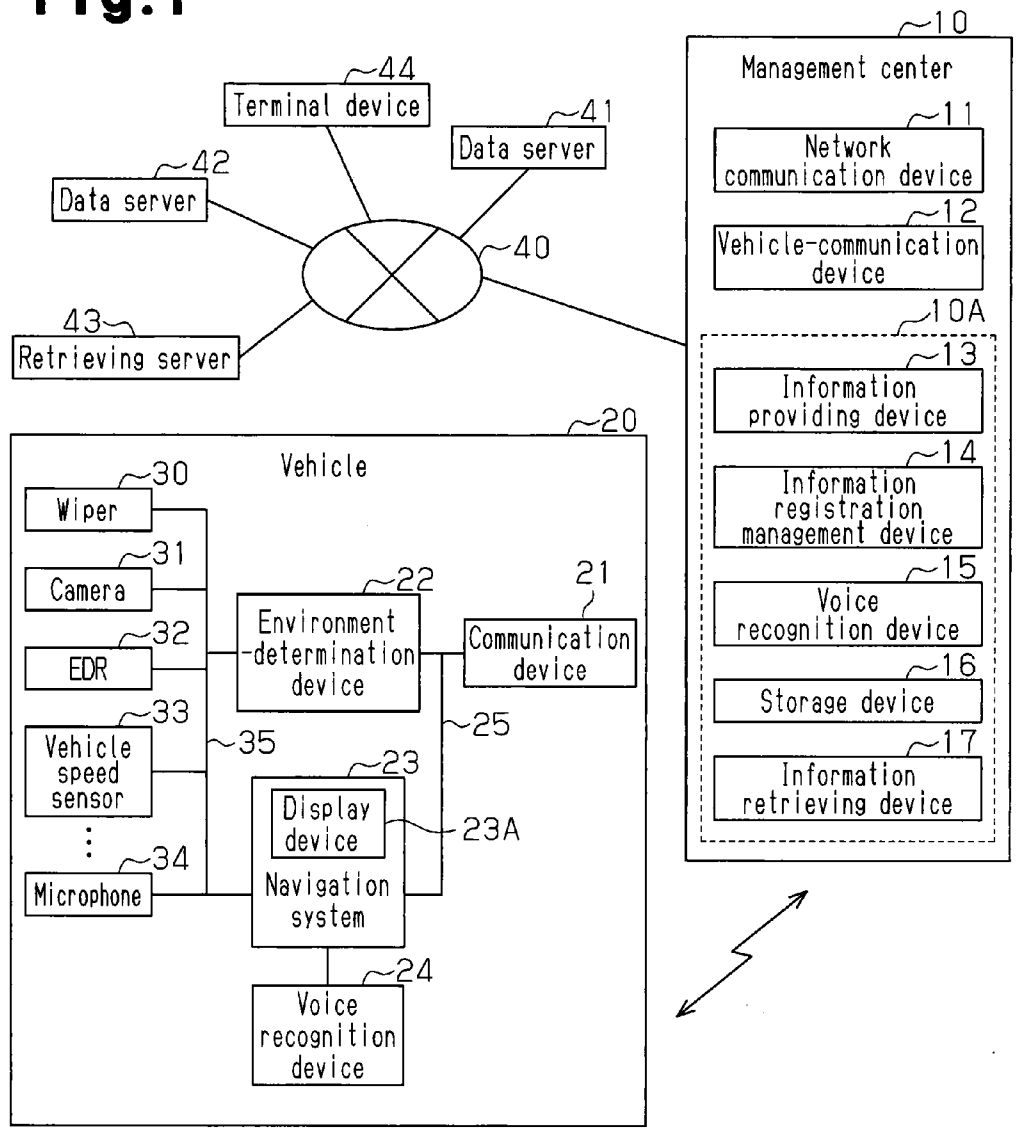 Fig.1
10
Management center
11
Network
communication device
12
Vehicle-communication
device
10A
13
Information
providing device
14
Information
registration
management device
15
Voice
recognition device
16
Storage device
17
Information
retrieving device
44
Terminal device
41
Data server
42
Data server
40
43
Retrieving server
20
Vehicle
30
Wiper
31
Camera
32
EDR
33
Vehicle
speed
sensor
34
Microphone
35
22
Environment
-determination
device
21
Communication
device
25
23
Display
device
23A
Navigation
system
24
Voice
recognition
device